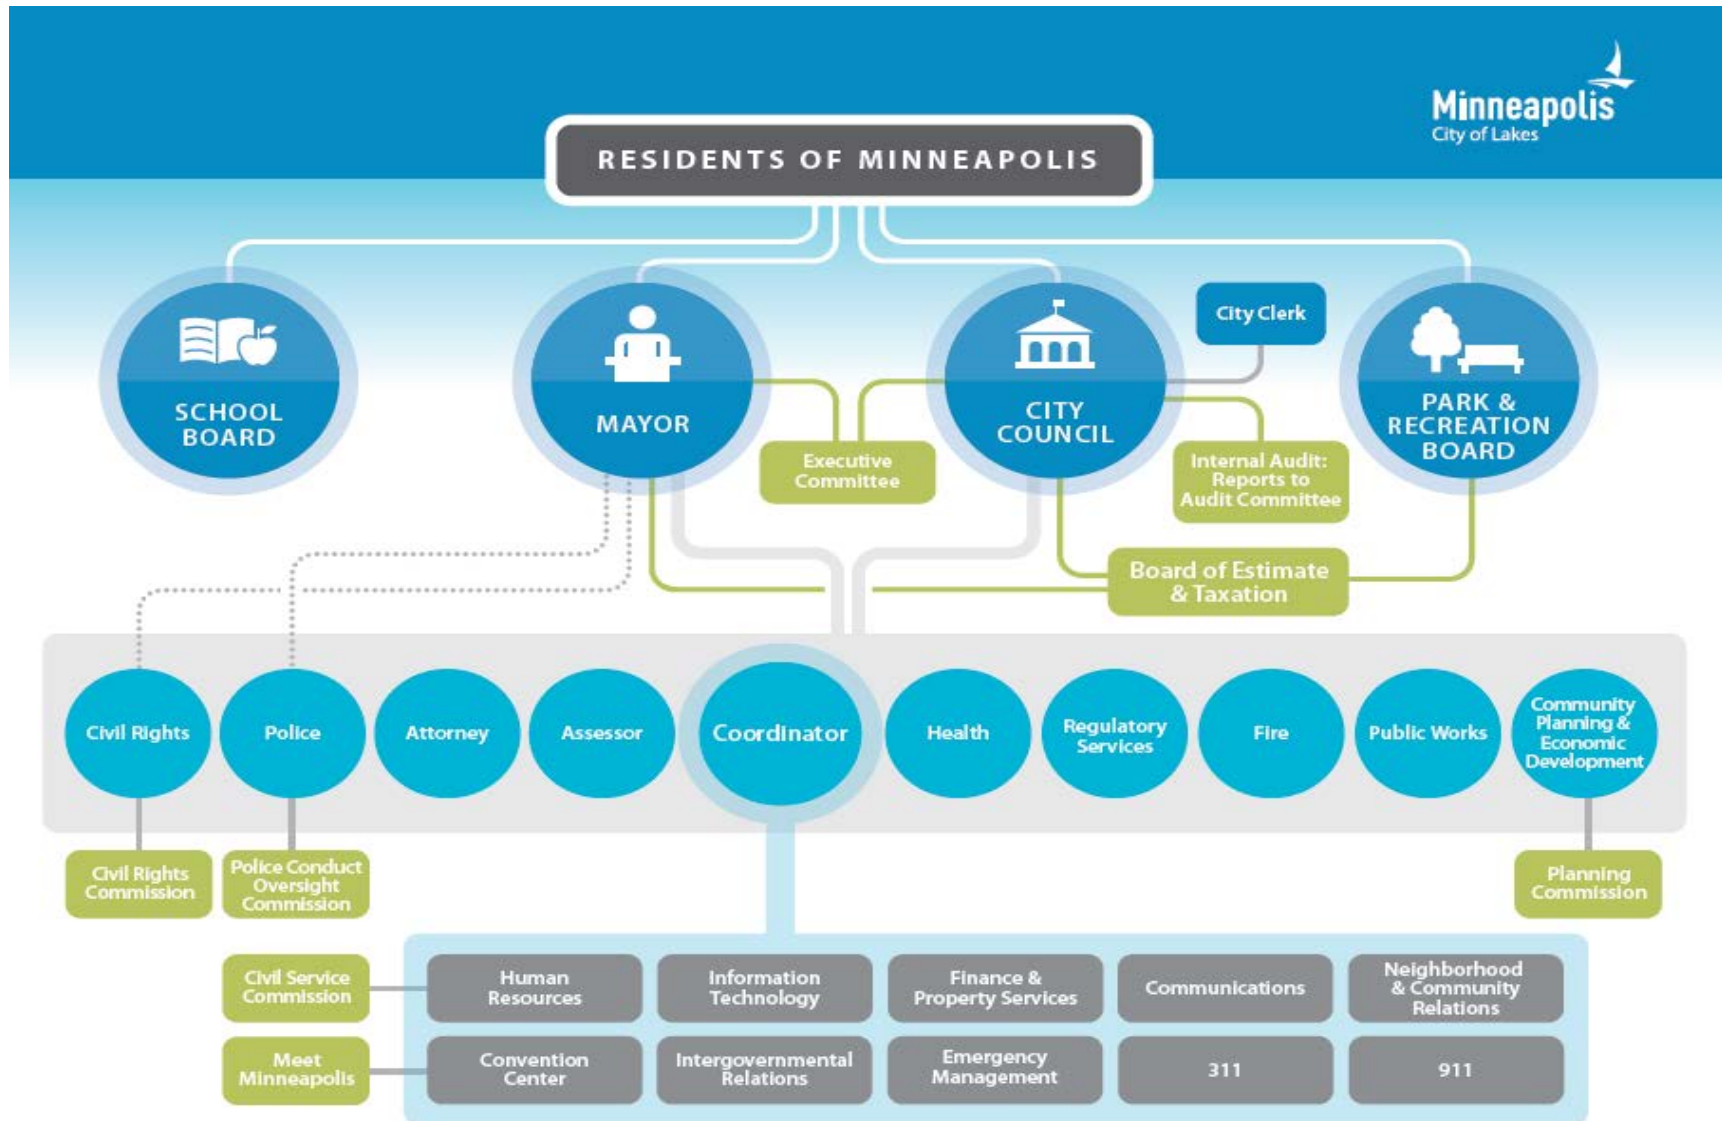 Minneapolis
City of Lakes
RESIDENTS OF MINNEAPOLIS
SCHOOL
BOARD
MAYOR
CITY
COUNCIL
City Clerk
PARK &
RECREATION
BOARD
Executive
Committee
Internal Audit:
Reports to
Audit Committee
Board of Estimate
& Taxation
Civil Rights
Police
Attorney
Assessor
Coordinator
Health
Regulatory
Services
Fire
Public Works
Community
Planning &
Economic
Development
Civil Rights
Commission
Police Conduct
Oversight
Commission
Planning
Commission
Civil Service
Commission
Human
Resources
Information
Technology
Finance &
Property Services
Communications
Neighborhood
& Community
Relations
Meet
Minneapolis
Convention
Center
Intergovernmental
Relations
Emergency
Management
311
911